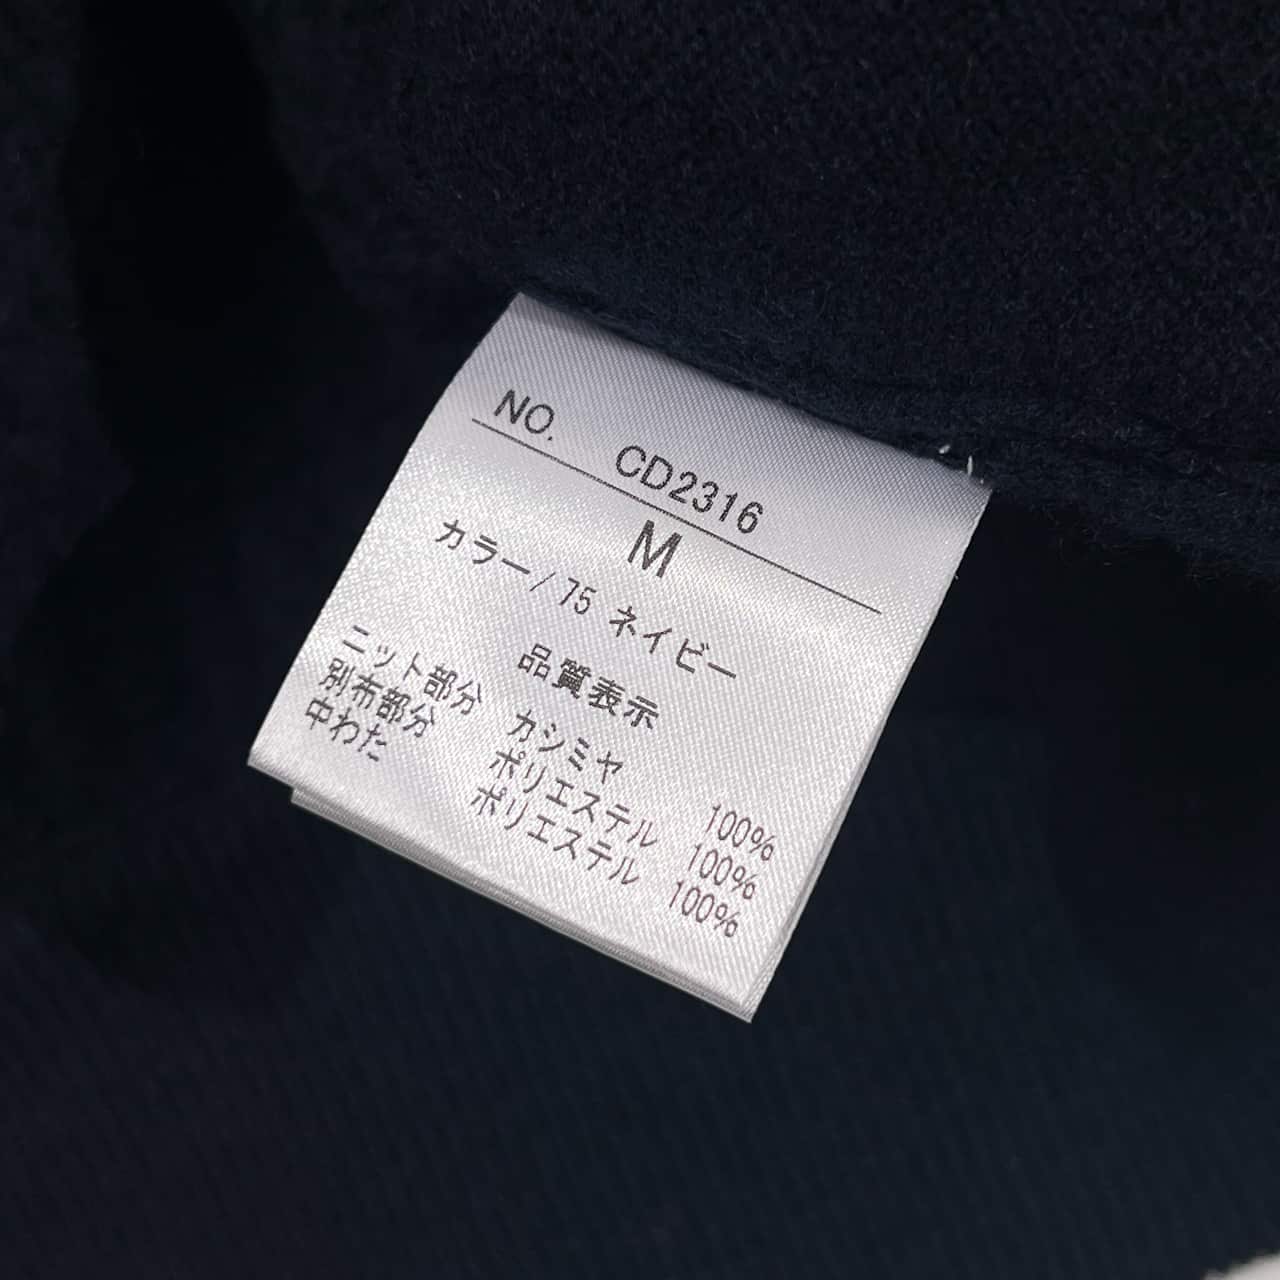 NO. CD2316
M
カラー/75 ネイビー
品質表示
ニット部分 カシミヤ 100%
別布部分 ポリエステル 100%
中わた ポリエステル 100%